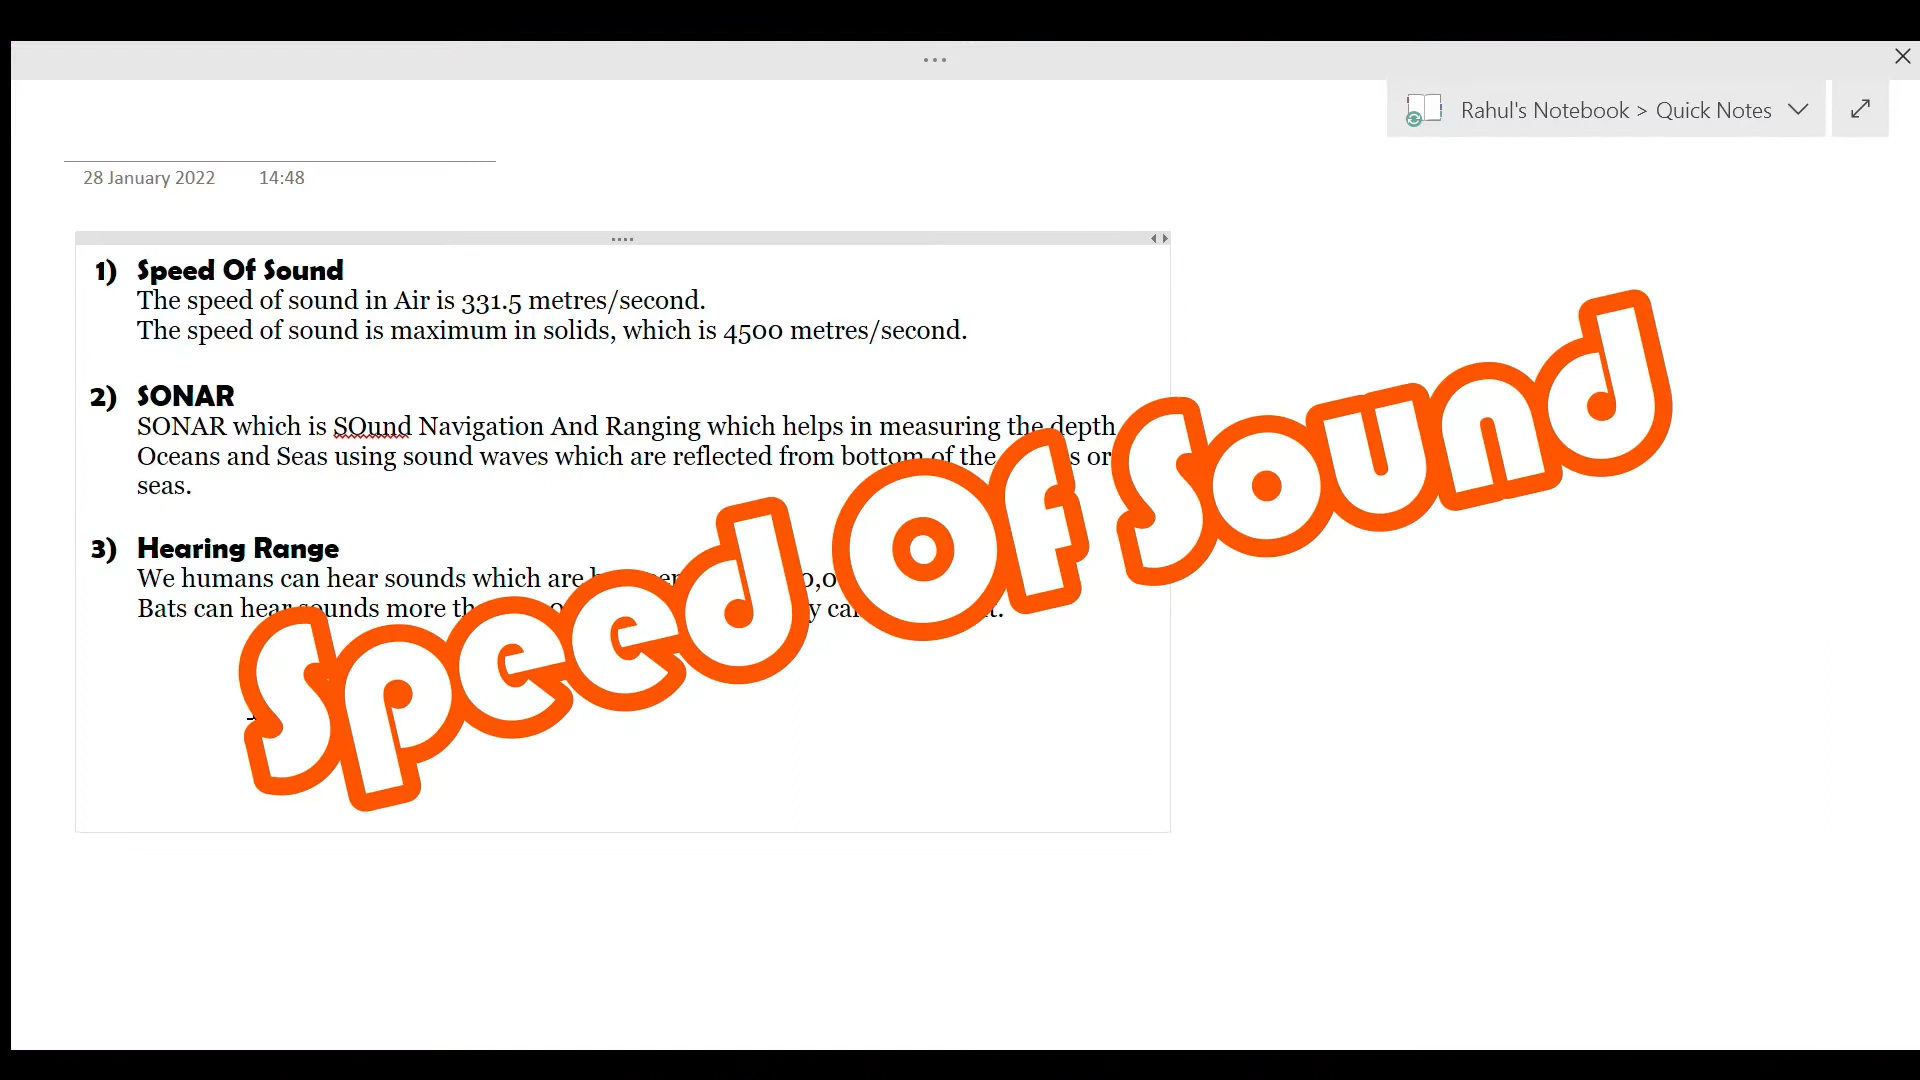 Rahul's Notebook > Quick Notes
28 January 2022 14:48
1) Speed Of Sound
The speed of sound in Air is 331.5 metres/second.
The speed of sound is maximum in solids, which is 4500 metres/second.
2) SONAR
SONAR which is SOund Navigation And Ranging which helps in measuring the depth
Oceans and Seas using sound waves which are reflected from bottom of the or
seas.
3) Hearing Range
We humans can hear sounds which are
Bats can hear sounds more
Speed Of Sound